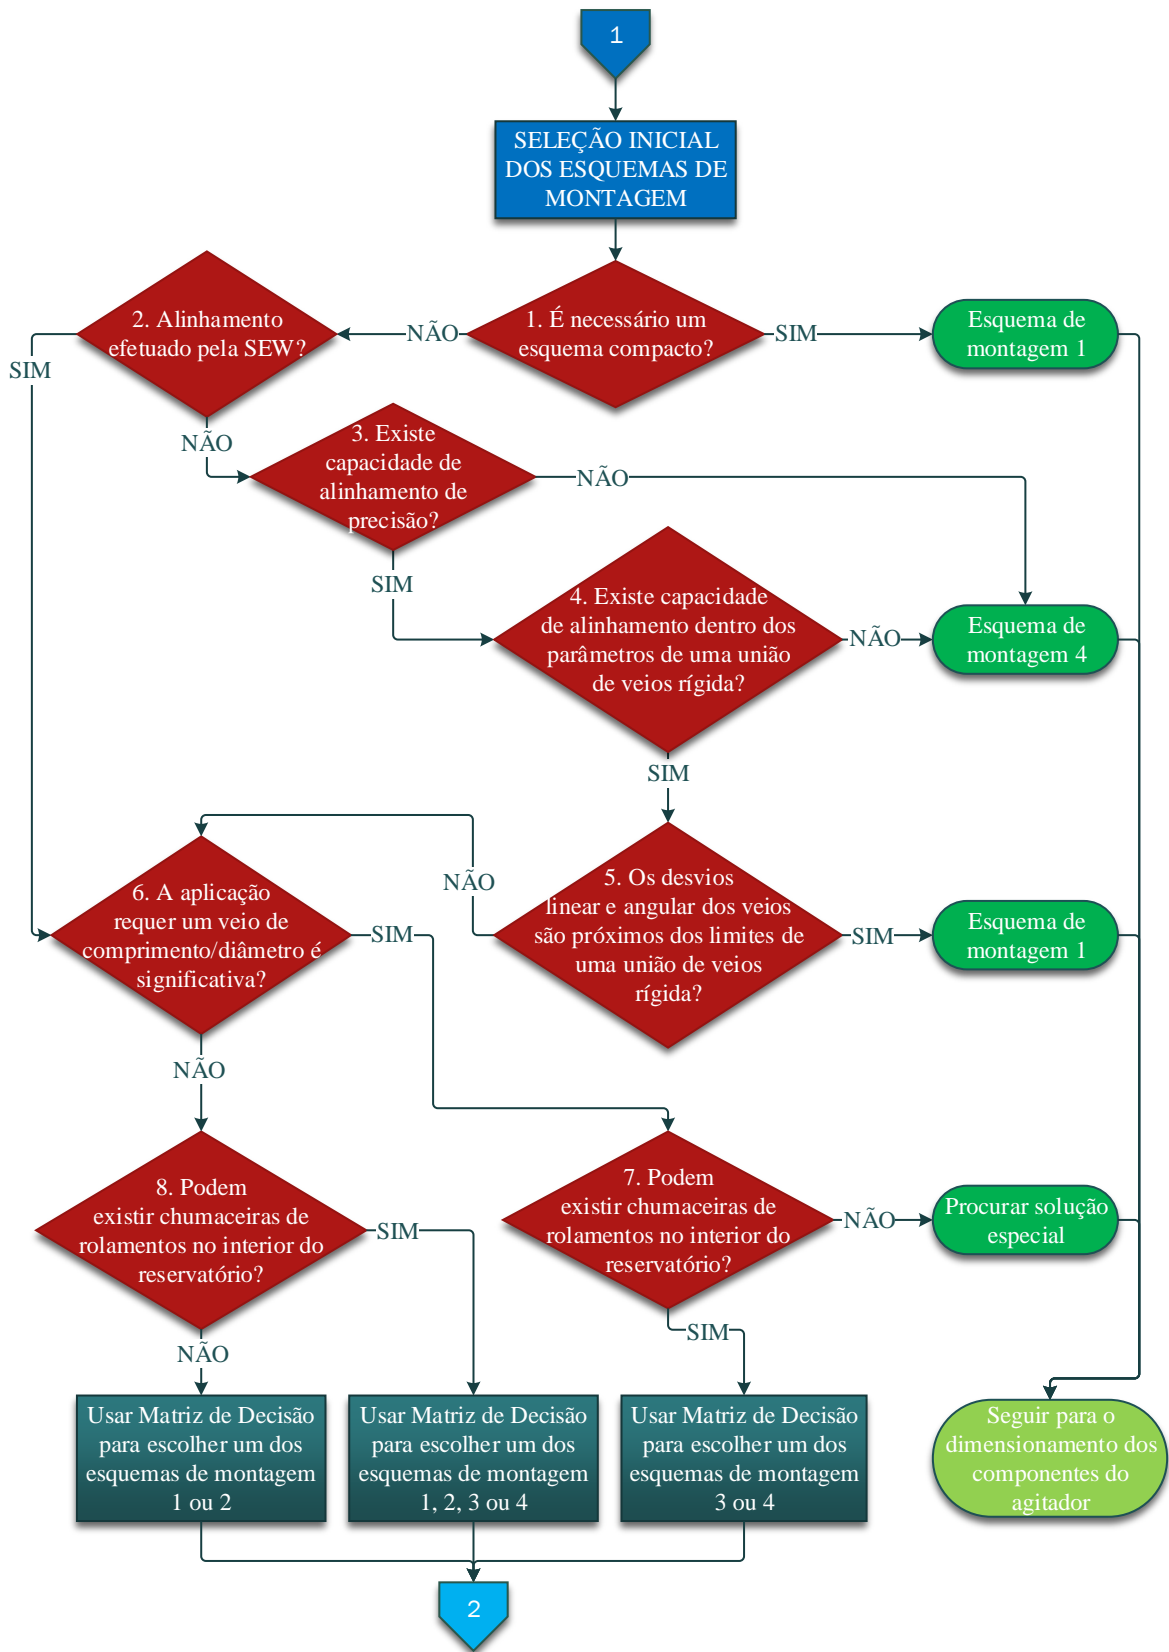 1
SELEÇÃO INICIAL
DOS ESQUEMAS DE
MONTAGEM
1. É necessário um
esquema compacto?
SIM
Esquema de
montagem 1
NÃO
2. Alinhamento
efetuado pela SEW?
SIM
NÃO
3. Existe
capacidade de
alinhamento de
precisão?
NÃO
SIM
4. Existe capacidade
de alinhamento dentro dos
parâmetros de uma união
de veios rígida?
NÃO
Esquema de
montagem 4
SIM
5. Os desvios
linear e angular dos veios
são próximos dos limites de
uma união de veios
rígida?
NÃO
SIM
Esquema de
montagem 1
6. A aplicação
requer um veio de
comprimento/diâmetro é
significativa?
SIM
NÃO
7. Podem
existir chumaceiras de
rolamentos no interior do
reservatório?
NÃO
Procurar solução
especial
SIM
8. Podem
existir chumaceiras de
rolamentos no interior do
reservatório?
SIM
NÃO
Usar Matriz de Decisão
para escolher um dos
esquemas de montagem
1 ou 2
Usar Matriz de Decisão
para escolher um dos
esquemas de montagem
1, 2, 3 ou 4
Usar Matriz de Decisão
para escolher um dos
esquemas de montagem
3 ou 4
Seguir para o
dimensionamento dos
componentes do
agitador
2